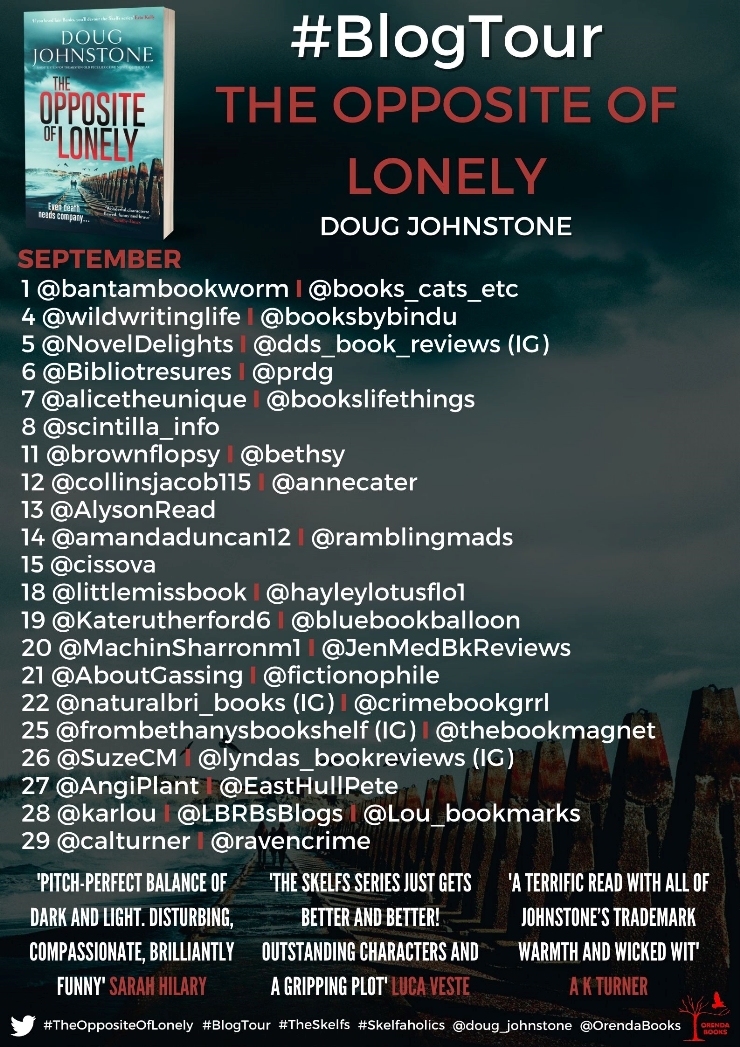 DOUG
JOHNSTONE
THE
OPPOSITE
OF LONELY
Even death
needs company...
#BlogTour
THE OPPOSITE OF
LONELY
DOUG JOHNSTONE
SEPTEMBER
1 @bantambookworm I @books_cats_etc
4 @wildwritinglife I @booksbybindu
5 @NovelDelights I @dds_book_reviews (IG)
6 @Bibliotresures I @prdg
7 @alicetheunique I @bookslifethings
8 @scintilla_info
11 @brownflopsy I @bethsy
12 @collinsjacob115 I @annecater
13 @AlysonRead
14 @amandaduncan12 I @ramblingmads
15 @cissova
18 @littlemissbook I @hayleylotusflo1
19 @Katerutherford6 I @bluebookballoon
20 @MachinSharronm1 I @JenMedBkReviews
21 @AboutGassing I @fictionophile
22 @naturalbri_books (IG) I @crimebookgrrl
25 @frombethanysbookshelf (IG) I @thebookmagnet
26 @SuzeCM I @lyndas_bookreviews (IG)
27 @AngiPlant I @EastHullPete
28 @karlou I @LBRBsBlogs I @Lou_bookmarks
29 @calturner I @ravencrime
'PITCH-PERFECT BALANCE OF
DARK AND LIGHT. DISTURBING,
COMPASSIONATE, BRILLIANTLY
FUNNY' SARAH HILARY
'THE SKELFS SERIES JUST GETS
BETTER AND BETTER!
OUTSTANDING CHARACTERS AND
A GRIPPING PLOT' LUCA VESTE
'A TERRIFIC READ WITH ALL OF
JOHNSTONE'S TRADEMARK
WARMTH AND WICKED WIT'
A K TURNER
#TheOppositeOfLonely #BlogTour #TheSkelfs #Skelfaholics @doug_johnstone @OrendaBooks
ORENDA
BOOKS